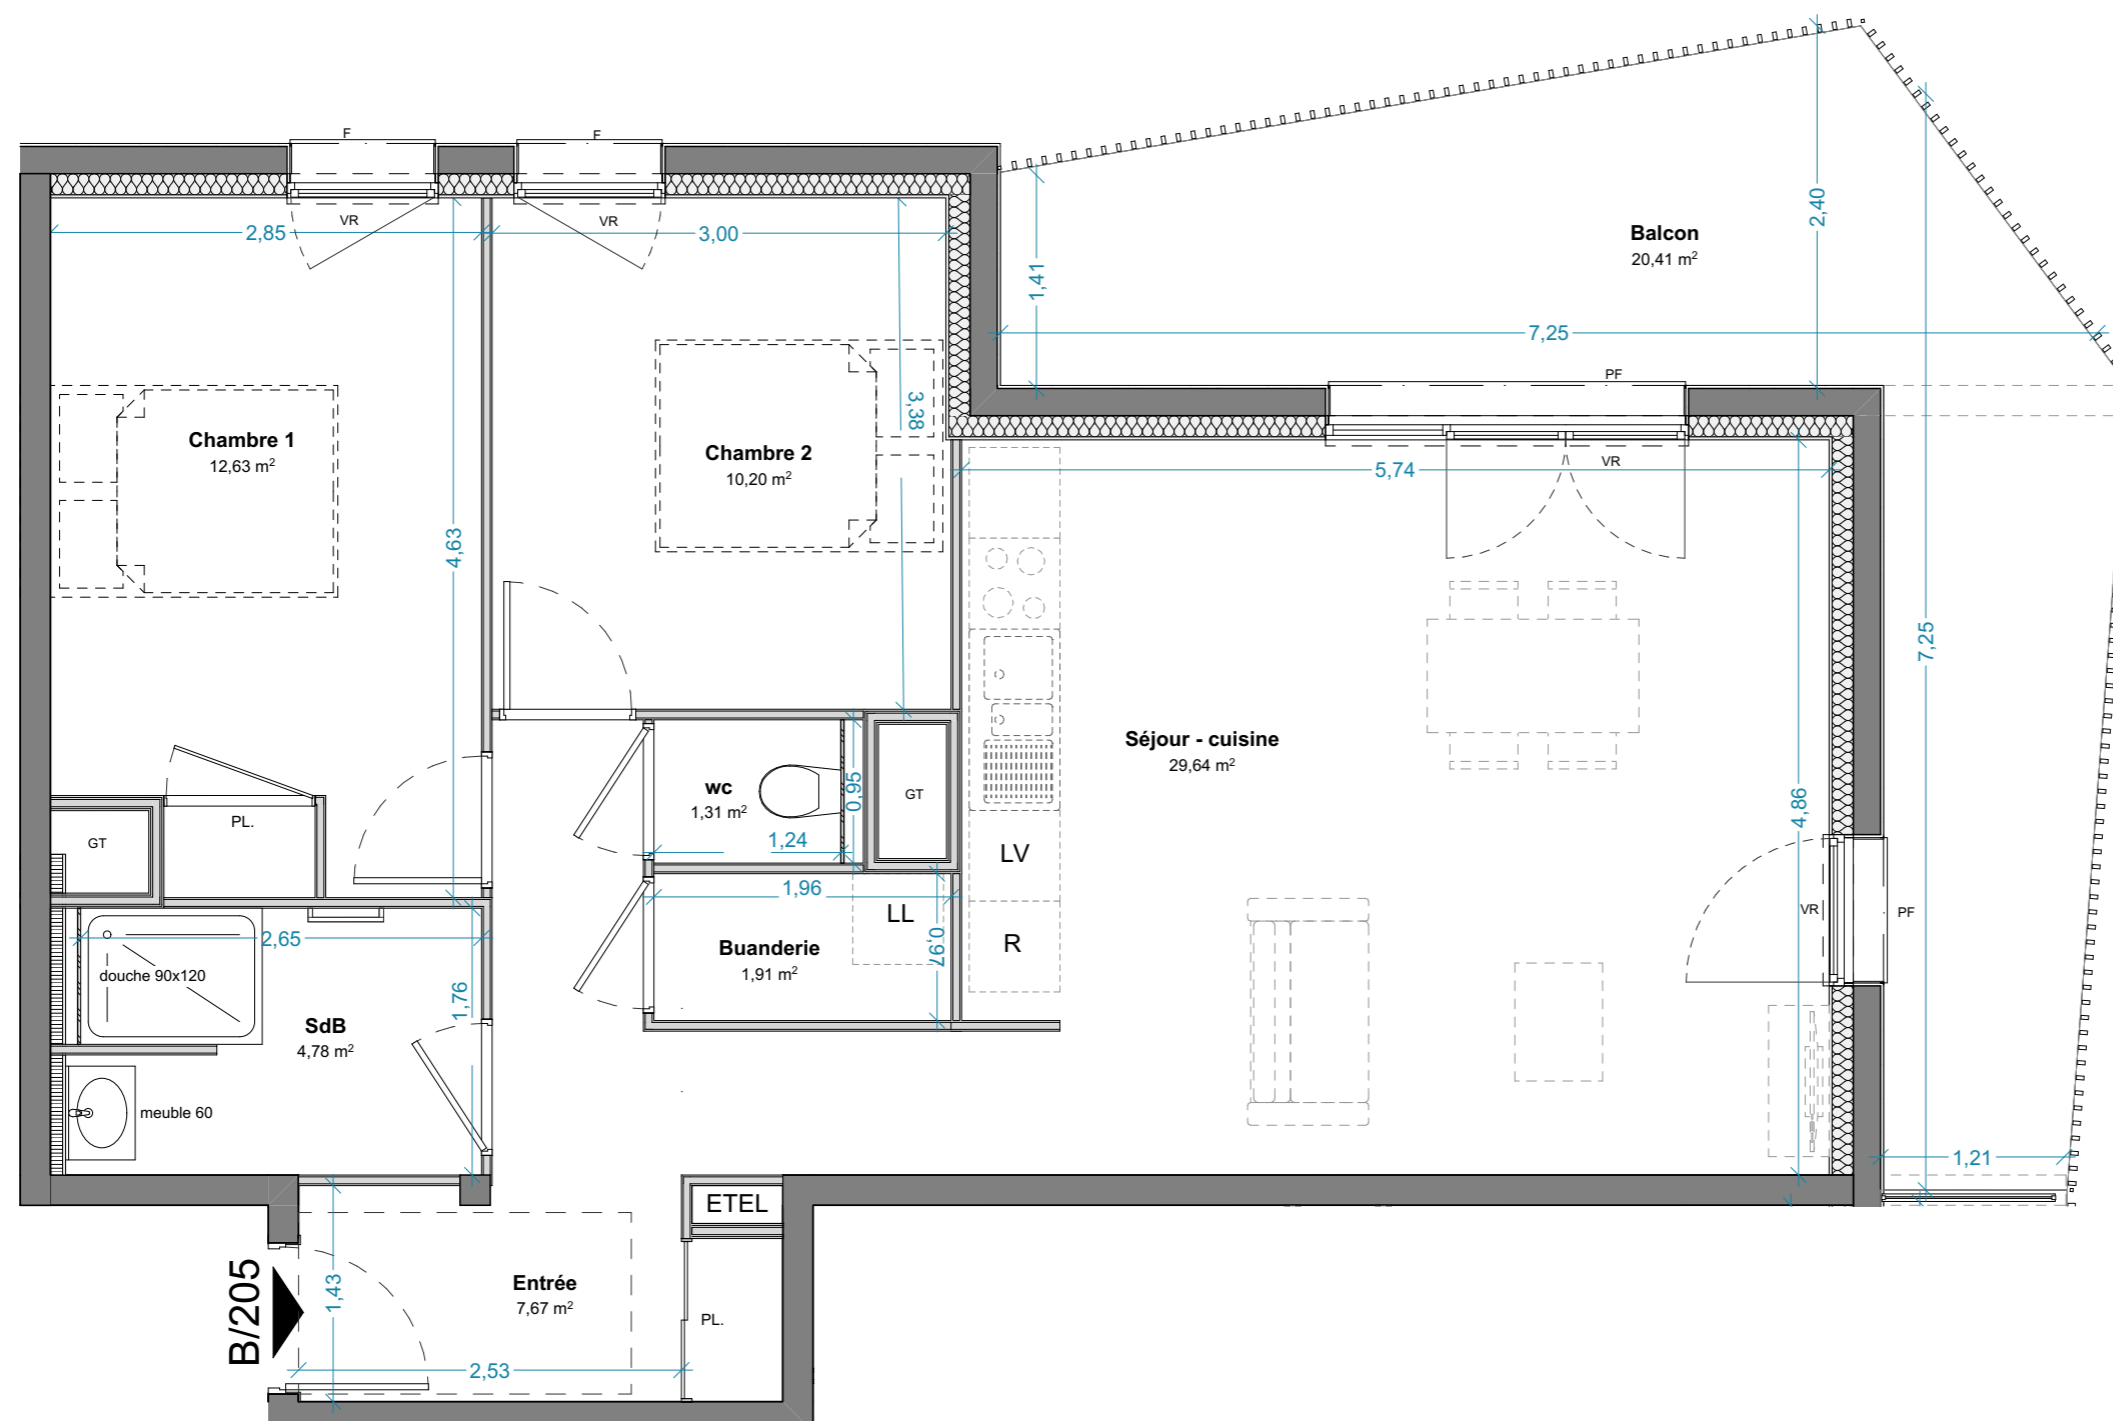 F
F
VR
VR
2,85
3,00
2,40
Balcon
20,41 m²
1,41
7,25
PF
3,38
Chambre 1
12,63 m²
Chambre 2
10,20 m²
VR
5,74
4,63
7,25
Séjour - cuisine
29,64 m²
wc
1,31 m²
0,95
GT
4,86
PL.
GT
1,24
LV
1,96
LL
VR
PF
2,65
Buanderie
1,91 m²
0,97
R
douche 90x120
1,76
SdB
4,78 m²
meuble 60
1,21
ETEL
B/205
1,43
Entrée
7,67 m²
PL.
2,53